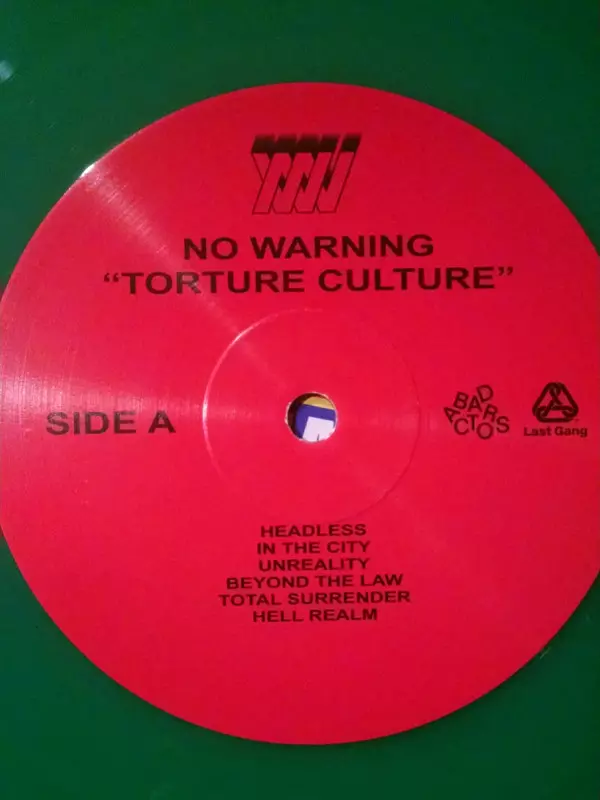 NO WARNING
“TORTURE CULTURE”
SIDE A
BAD ACTORS
Last Gang
HEADLESS
IN THE CITY
UNREALITY
BEYOND THE LAW
TOTAL SURRENDER
HELL REALM